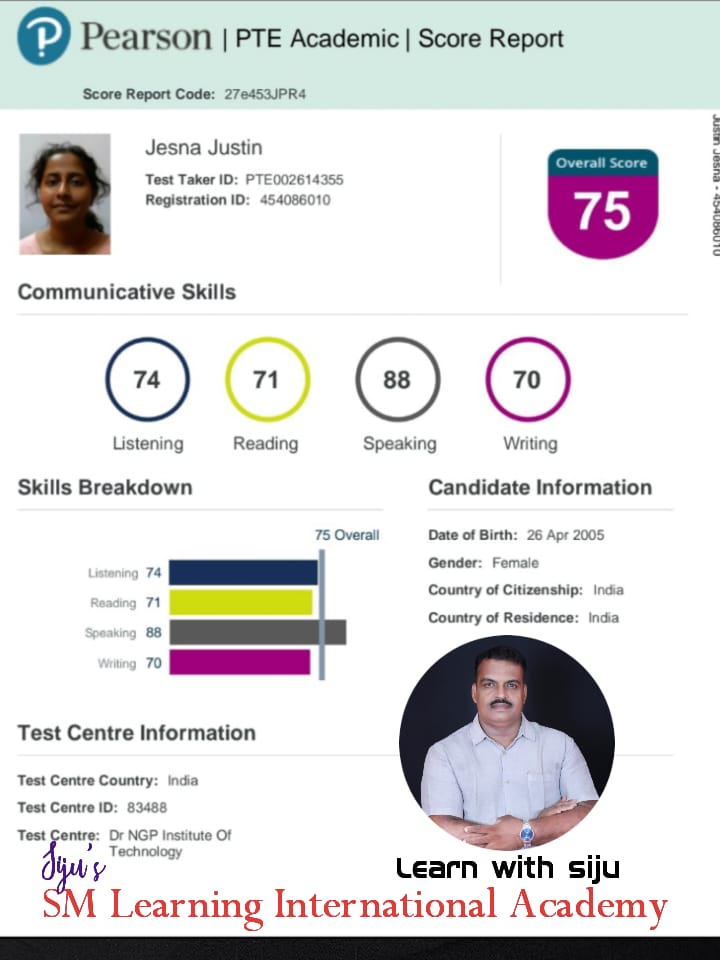 Pearson | PTE Academic | Score Report
Score Report Code: 27e453JPR4
Jesna Justin
Test Taker ID: PTE002614355
Registration ID: 454086010
Overall Score
75
Justin Jesna - 454086010
Communicative Skills
74 71 88 70
Listening Reading Speaking Writing
Skills Breakdown
75 Overall
Listening 74
Reading 71
Speaking 88
Writing 70
Candidate Information
Date of Birth: 26 Apr 2005
Gender: Female
Country of Citizenship: India
Country of Residence: India
Test Centre Information
Test Centre Country: India
Test Centre ID: 83488
Test Centre: Dr NGP Institute Of
Technology
Learn with siju
Siju's
SM Learning International Academy